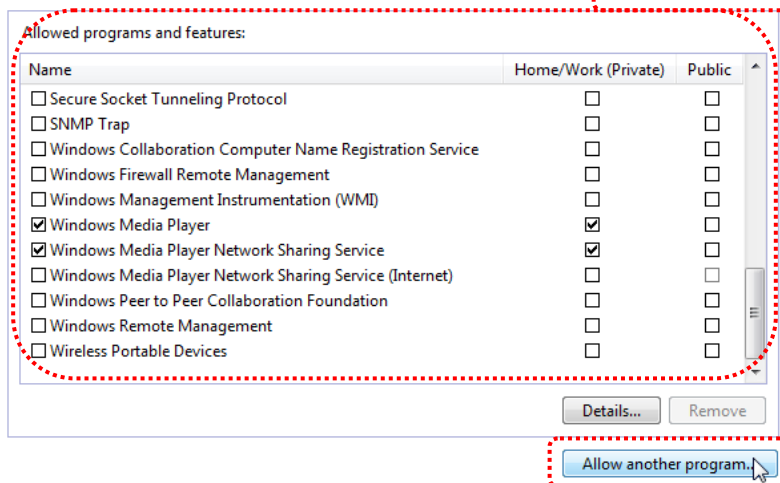 Allowed programs and features:
Name Home/Work (Private) Public
Secure Socket Tunneling Protocol
SNMP Trap
Windows Collaboration Computer Name Registration Service
Windows Firewall Remote Management
Windows Management Instrumentation (WMI)
Windows Media Player
Windows Media Player Network Sharing Service
Windows Media Player Network Sharing Service (Internet)
Windows Peer to Peer Collaboration Foundation
Windows Remote Management
Wireless Portable Devices
Details... Remove
Allow another program...